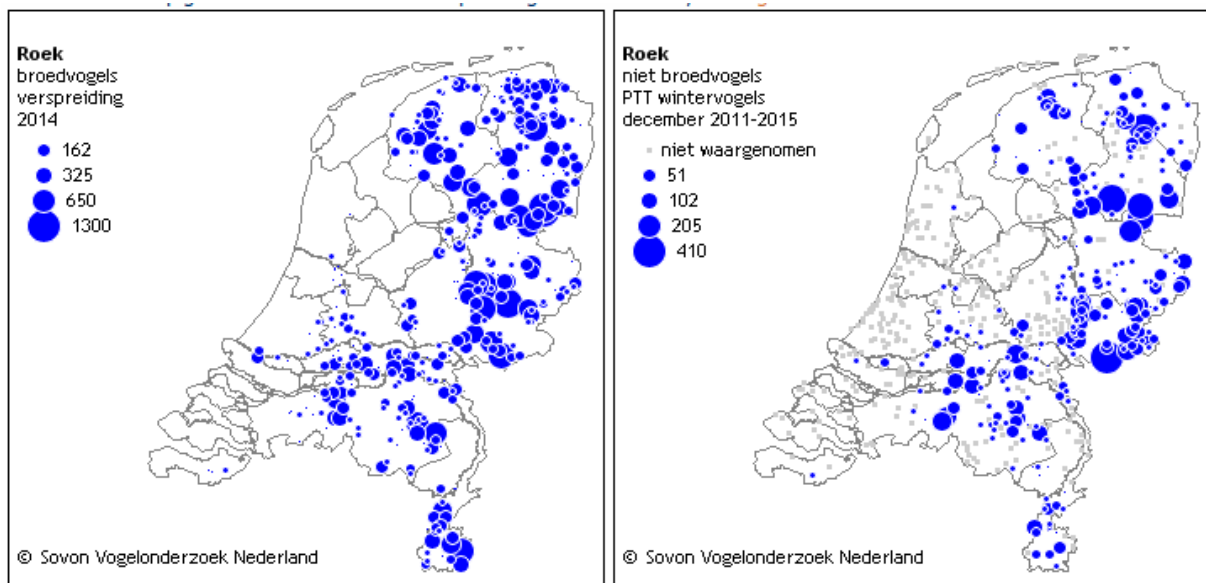 Roek
broedvogels
verspreiding
2014
162
325
650
1300
© Sovon Vogelonderzoek Nederland
Roek
niet broedvogels
PTT wintervogels
december 2011-2015
niet waargenomen
51
102
205
410
© Sovon Vogelonderzoek Nederland